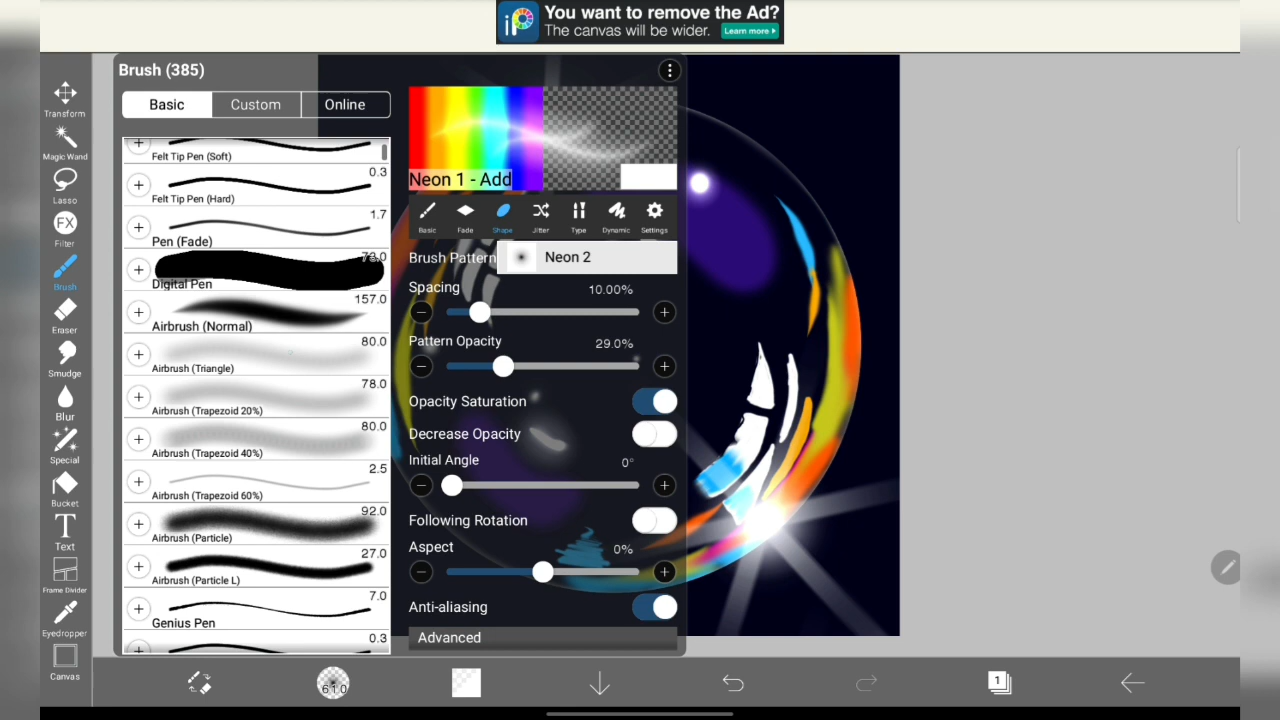 You want to remove the Ad?
The canvas will be wider.
Learn more
iP
Transform
Magic Wand
Lasso
FX
Filter
Brush
Eraser
Smudge
Blur
Special
Bucket
T
Text
Frame Divider
Eyedropper
Canvas
Brush (385)
Basic
Custom
Online
Felt Tip Pen (Soft)
0.3
Felt Tip Pen (Hard)
1.7
Pen (Fade)
73.0
Digital Pen
157.0
Airbrush (Normal)
80.0
Airbrush (Triangle)
78.0
Airbrush (Trapezoid 20%)
80.0
Airbrush (Trapezoid 40%)
2.5
Airbrush (Trapezoid 60%)
92.0
Airbrush (Particle)
27.0
Airbrush (Particle L)
7.0
Genius Pen
0.3
Neon 1 - Add
Basic
Fade
Shape
Jitter
Type
Dynamic
Settings
Brush Pattern
Neon 2
Spacing
10.00%
Pattern Opacity
29.0%
Opacity Saturation
Decrease Opacity
Initial Angle
0°
Following Rotation
Aspect
0%
Anti-aliasing
Advanced
610
1